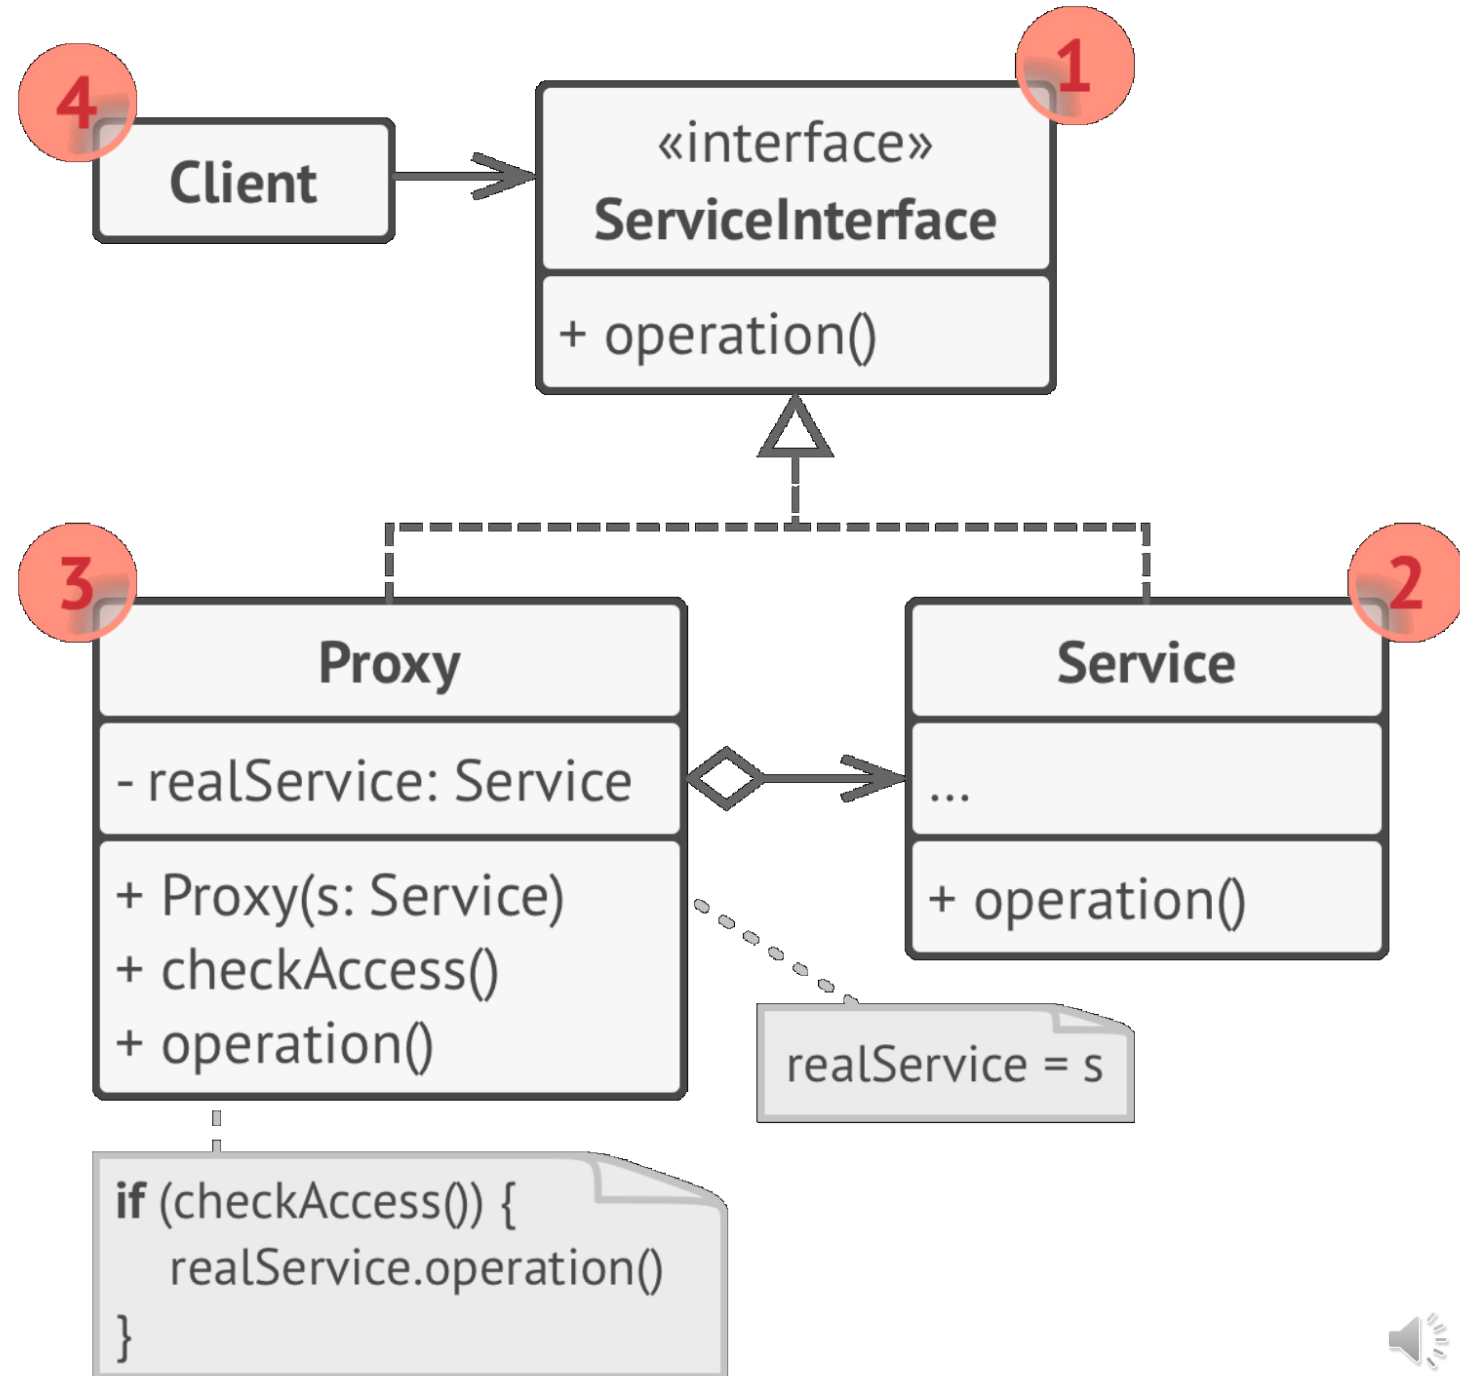 4
Client
1
«interface»
ServiceInterface
+ operation()
3
Proxy
- realService: Service
+ Proxy(s: Service)
+ checkAccess()
+ operation()
2
Service
...
+ operation()
realService = s
if (checkAccess()) {
realService.operation()
}